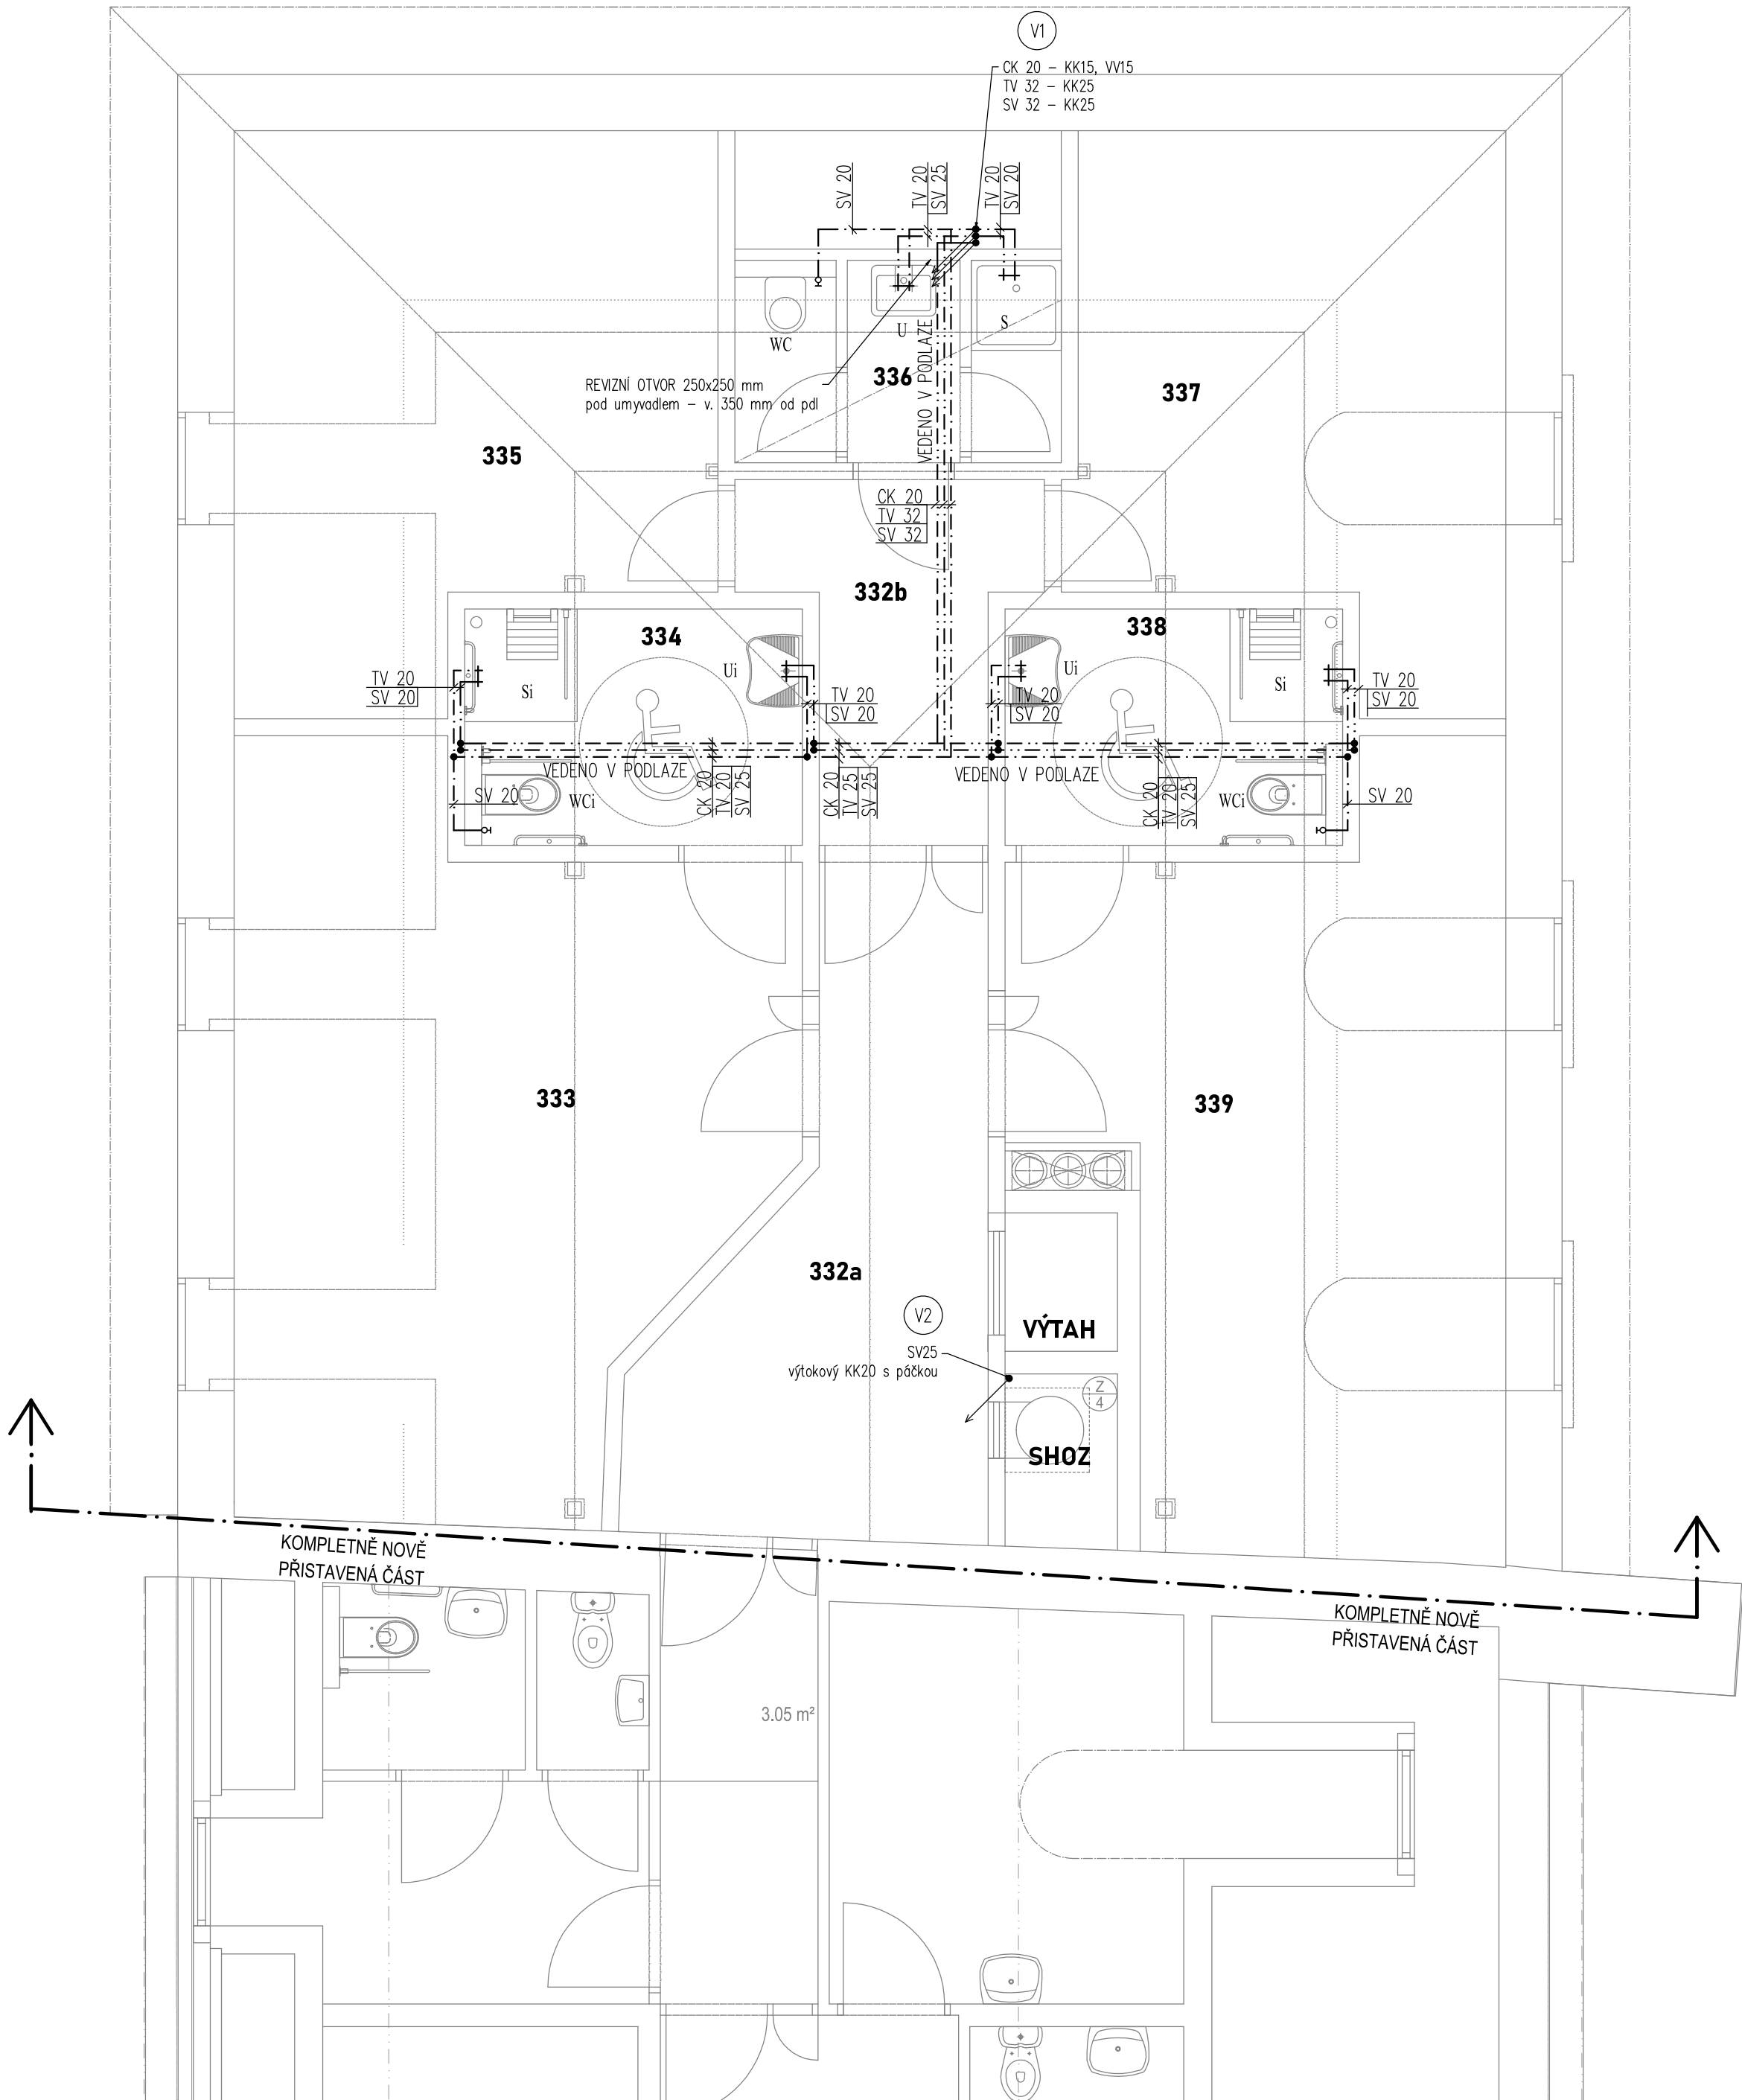 V1
CK 20 – KK15, VV15
TV 32 – KK25
SV 32 – KK25
SV 20
TV 20
SV 25
TV 20
SV 20
WC
U
S
336
337
335
VEDENO V PODLAZE
REVIZNÍ OTVOR 250x250 mm
pod umyvadlem – v. 350 mm od pdl
CK 20
TV 32
SV 32
332b
334
338
Ui
Ui
Si
Si
TV 20
SV 20
TV 20
SV 20
TV 20
SV 20
TV 20
SV 20
VEDENO V PODLAZE
VEDENO V PODLAZE
SV 20
WCi
CK 20
TV 20
SV 25
CK 20
TV 25
SV 25
CK 20
TV 20
SV 25
WCi
SV 20
333
339
332a
V2
SV25
výtokový KK20 s páčkou
VÝTAH
Z
4
SHOZ
KOMPLETNĚ NOVĚ
PŘISTAVENÁ ČÁST
KOMPLETNĚ NOVĚ
PŘISTAVENÁ ČÁST
3.05 m²